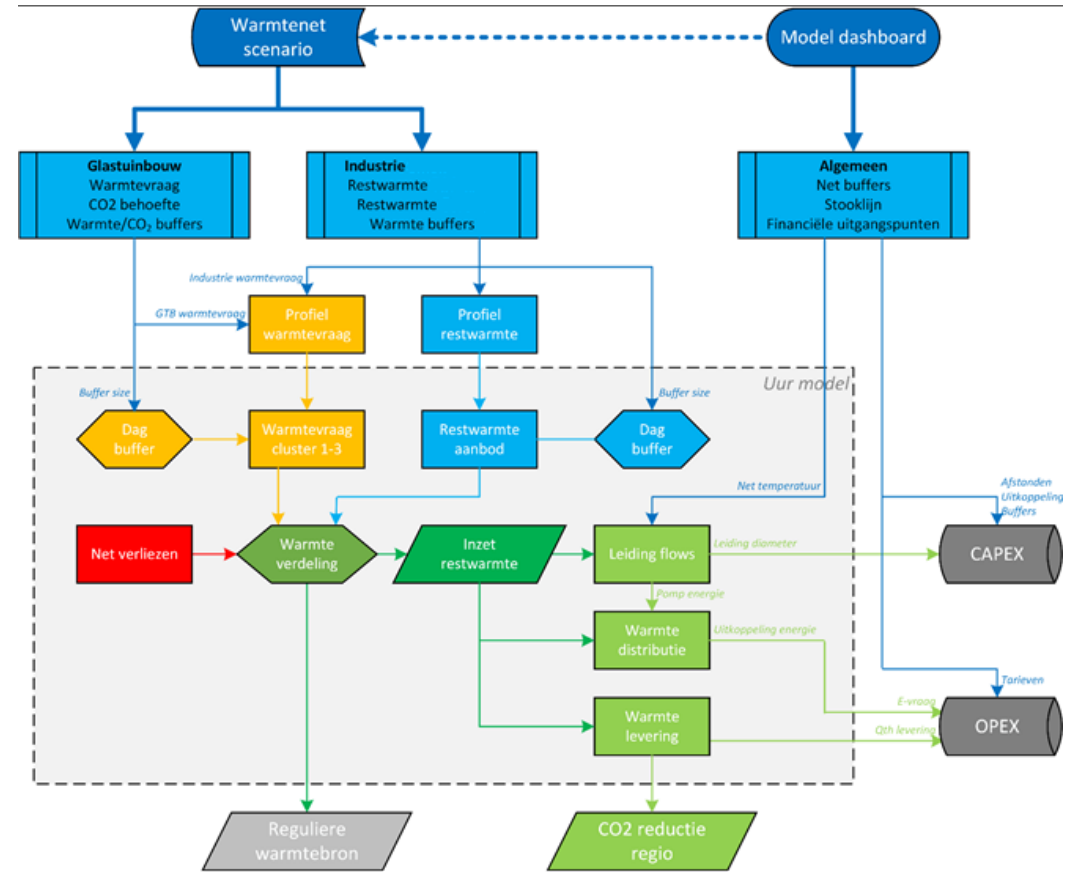 Warmtenet
scenario
Model dashboard
Glastuinbouw
Warmtevraag
CO2 behoefte
Warmte/CO₂ buffers
Industrie
Restwarmte
Restwarmte
Warmte buffers
Algemeen
Net buffers
Stooklijn
Financiële uitgangspunten
Industrie warmtevraag
GTB warmtevraag
Profiel
warmtevraag
Profiel
restwarmte
Uur model
Buffer size
Buffer size
Dag
buffer
Warmtevraag
cluster 1-3
Restwarmte
aanbod
Dag
buffer
Net temperatuur
Afstanden
Uitkoppeling
Buffers
Net verliezen
Warmte
verdeling
Inzet
restwarmte
Leiding flows
Leiding diameter
CAPEX
Pomp energie
Warmte
distributie
Uitkoppeling energie
Tarieven
E-vraag
Warmte
levering
Qth levering
OPEX
Reguliere
warmtebron
CO2 reductie
regio